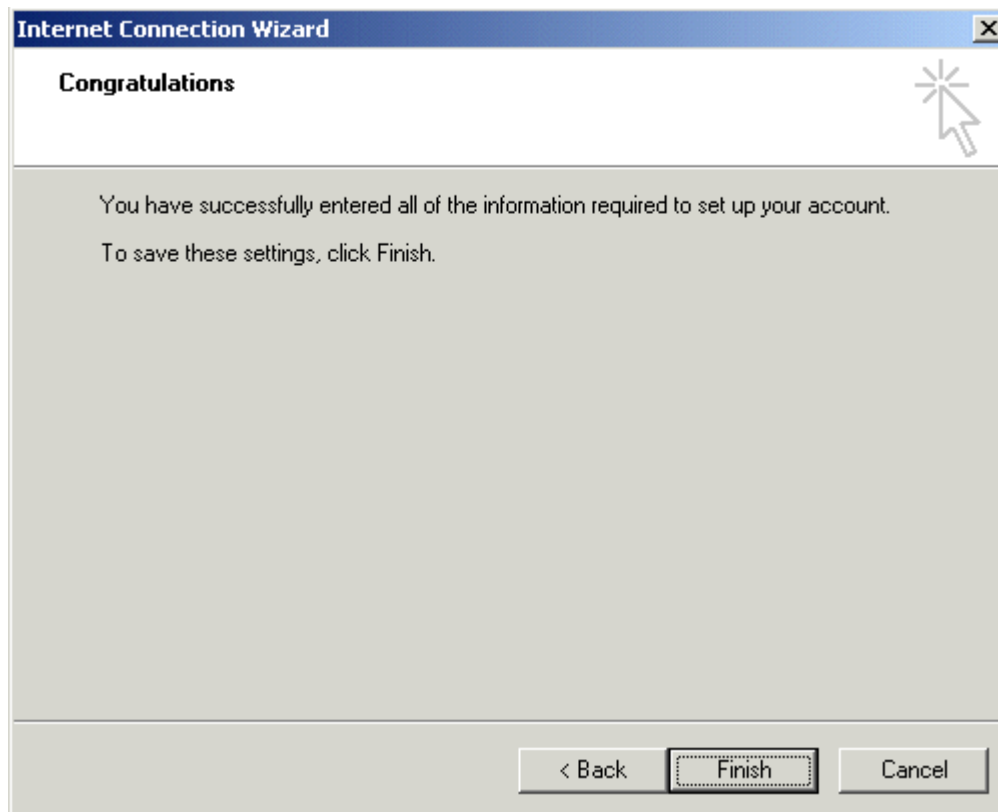 Internet Connection Wizard
Congratulations
You have successfully entered all of the information required to set up your account.
To save these settings, click Finish.
< Back Finish Cancel